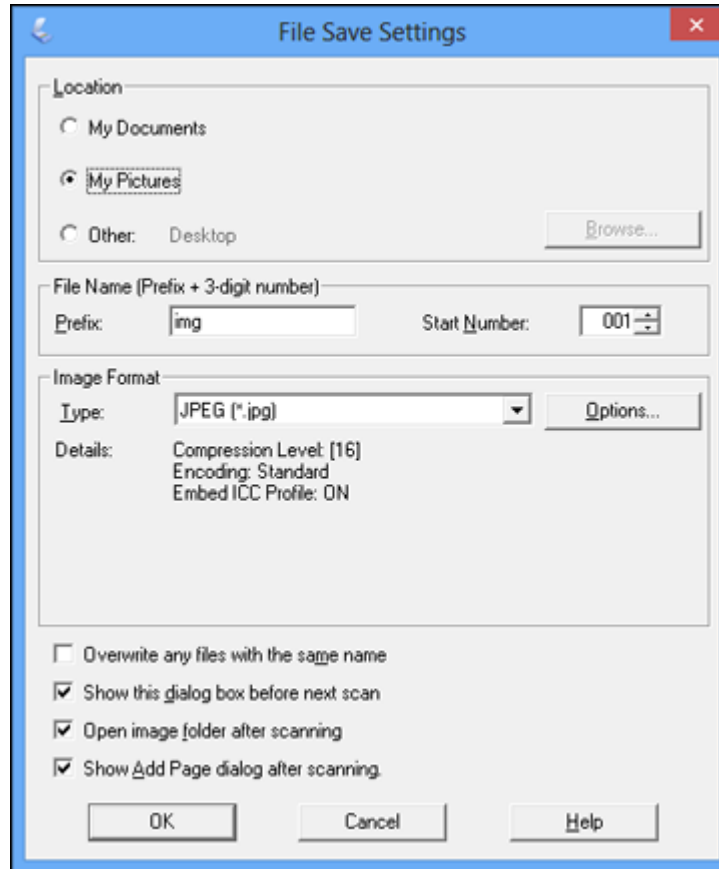 File Save Settings
Location
My Documents
My Pictures
Other: Desktop Browse...
File Name (Prefix + 3-digit number)
Prefix: img Start Number: 001
Image Format
Type: JPEG (*.jpg) Options...
Details: Compression Level: [16]
Encoding: Standard
Embed ICC Profile: ON
Overwrite any files with the same name
Show this dialog box before next scan
Open image folder after scanning
Show Add Page dialog after scanning.
OK Cancel Help